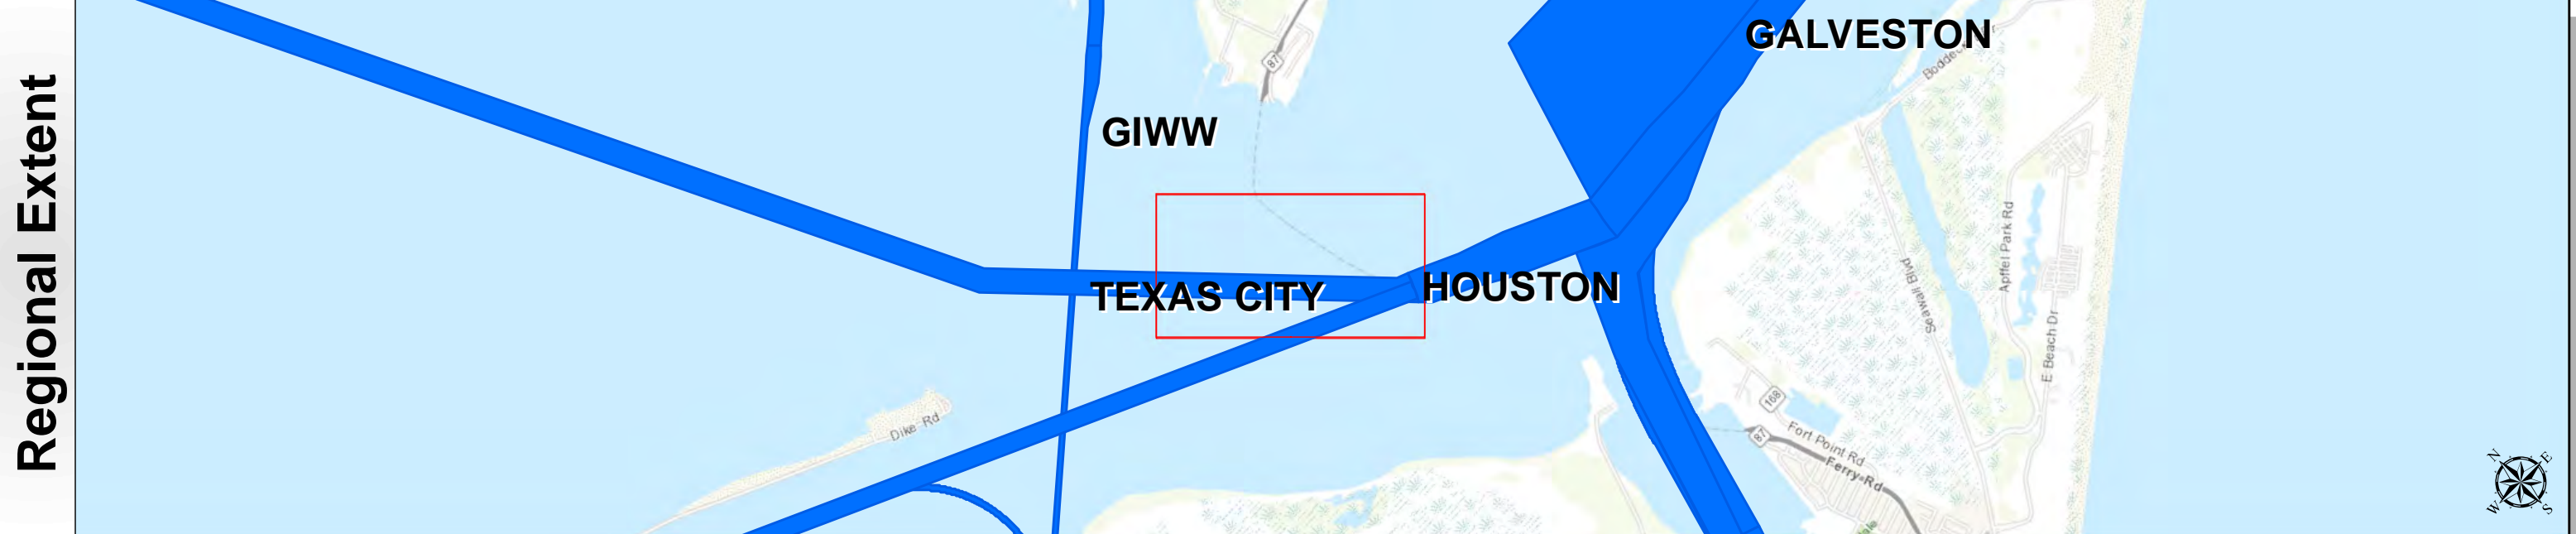 Regional Extent
GALVESTON
Bodde
87
GIWW
Apffel Park Rd
Seawall Blvd
TEXAS CITY
HOUSTON
E Beach Dr
Dike Rd
168
87
Fort Point Rd
Ferry Rd
N
E
W
S